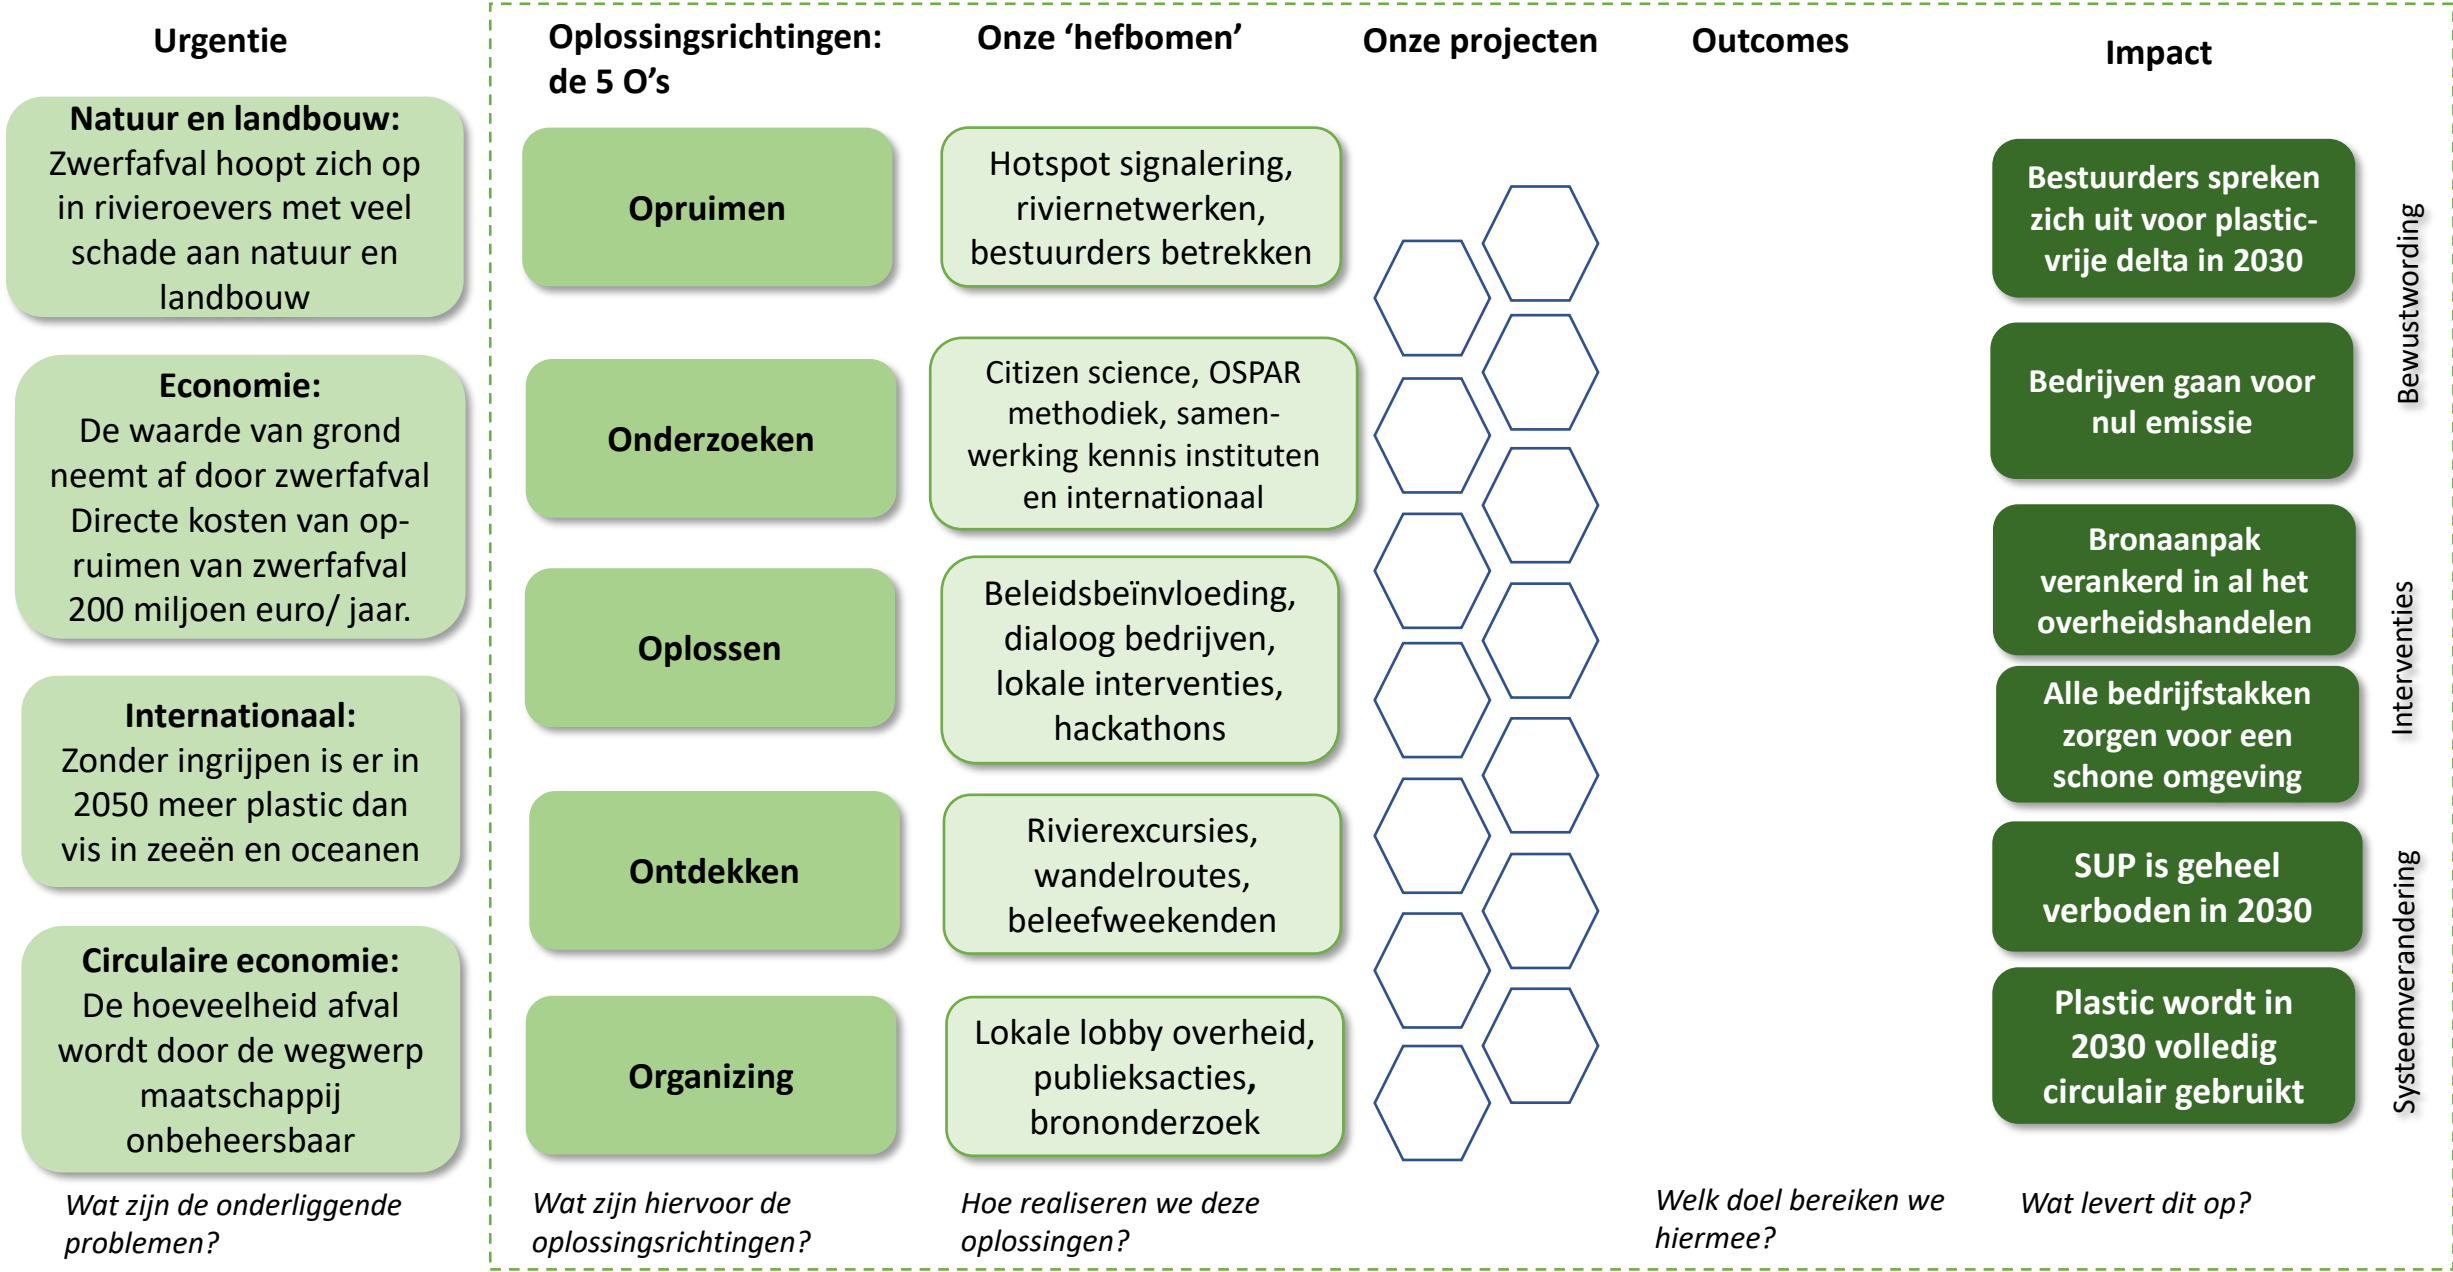 Urgentie
Natuur en landbouw:
Zwerfafval hoopt zich op
in rivieroevers met veel
schade aan natuur en
landbouw
Economie:
De waarde van grond
neemt af door zwerfafval
Directe kosten van op-
ruimen van zwerfafval
200 miljoen euro/ jaar.
Internationaal:
Zonder ingrijpen is er in
2050 meer plastic dan
vis in zeeën en oceanen
Circulaire economie:
De hoeveelheid afval
wordt door de wegwerp
maatschappij
onbeheersbaar
Wat zijn de onderliggende
problemen?
Oplossingsrichtingen:
de 5 O’s
Opruimen
Onderzoeken
Oplossen
Ontdekken
Organizing
Wat zijn hiervoor de
oplossingsrichtingen?
Onze ‘hefbomen’
Hotspot signalering,
riviernetwerken,
bestuurders betrekken
Citizen science, OSPAR
methodiek, samen-
werking kennis instituten
en internationaal
Beleidsbeïnvloeding,
dialoog bedrijven,
lokale interventies,
hackathons
Rivierexcursies,
wandelroutes,
beleefweekenden
Lokale lobby overheid,
publieksacties,
brononderzoek
Hoe realiseren we deze
oplossingen?
Onze projecten
Outcomes
Welk doel bereiken we
hiermee?
Impact
Bestuurders spreken
zich uit voor plastic-
vrije delta in 2030
Bedrijven gaan voor
nul emissie
Bronaanpak
verankerd in al het
overheidshandelen
Alle bedrijfstakken
zorgen voor een
schone omgeving
SUP is geheel
verboden in 2030
Plastic wordt in
2030 volledig
circulair gebruikt
Wat levert dit op?
Bewustwording
Interventies
Systeemverandering